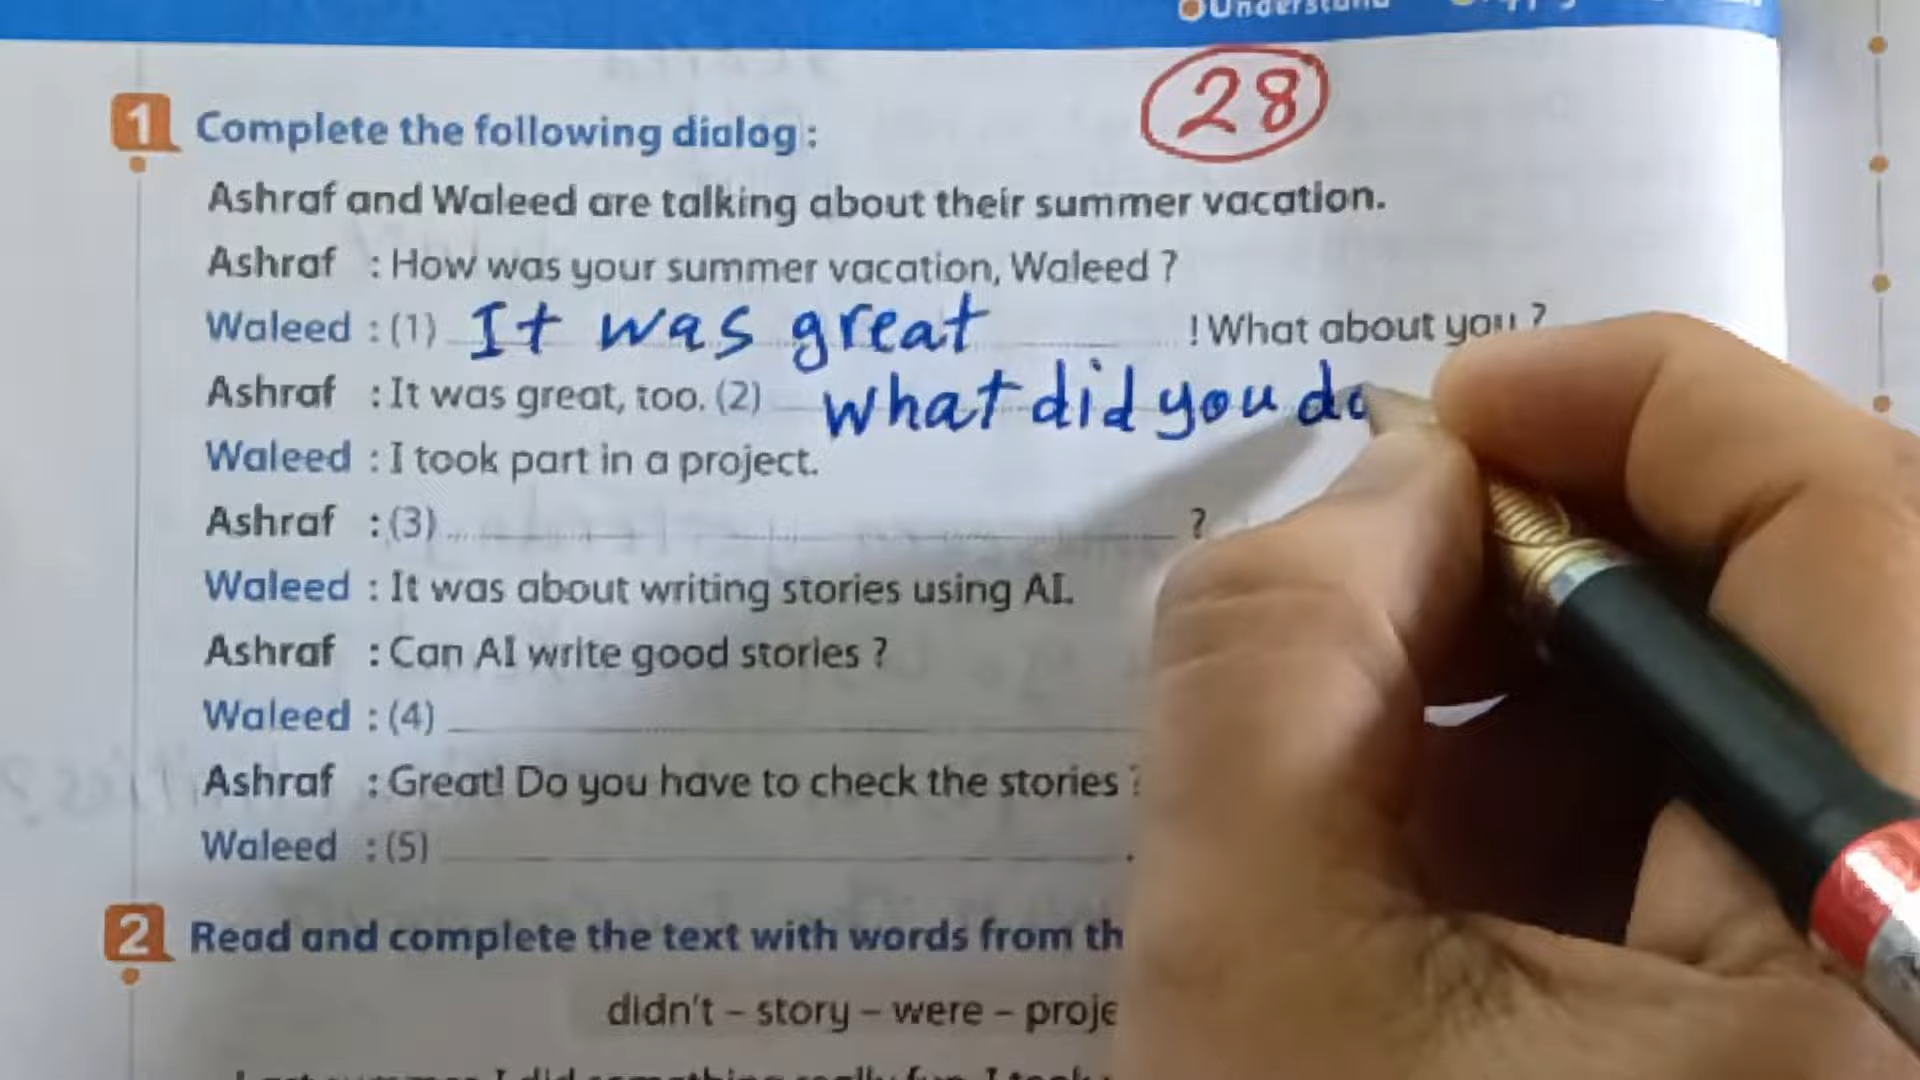 Understand
28
1 Complete the following dialog :
Ashraf and Waleed are talking about their summer vacation.
Ashraf : How was your summer vacation, Waleed ?
Waleed : (1) It was great ! What about you ?
Ashraf : It was great, too. (2) what did you do
Waleed : I took part in a project.
Ashraf : (3) ?
Waleed : It was about writing stories using AI.
Ashraf : Can AI write good stories ?
Waleed : (4)
Ashraf : Great! Do you have to check the stories ?
Waleed : (5) .
2 Read and complete the text with words from th
didn't – story – were – proje